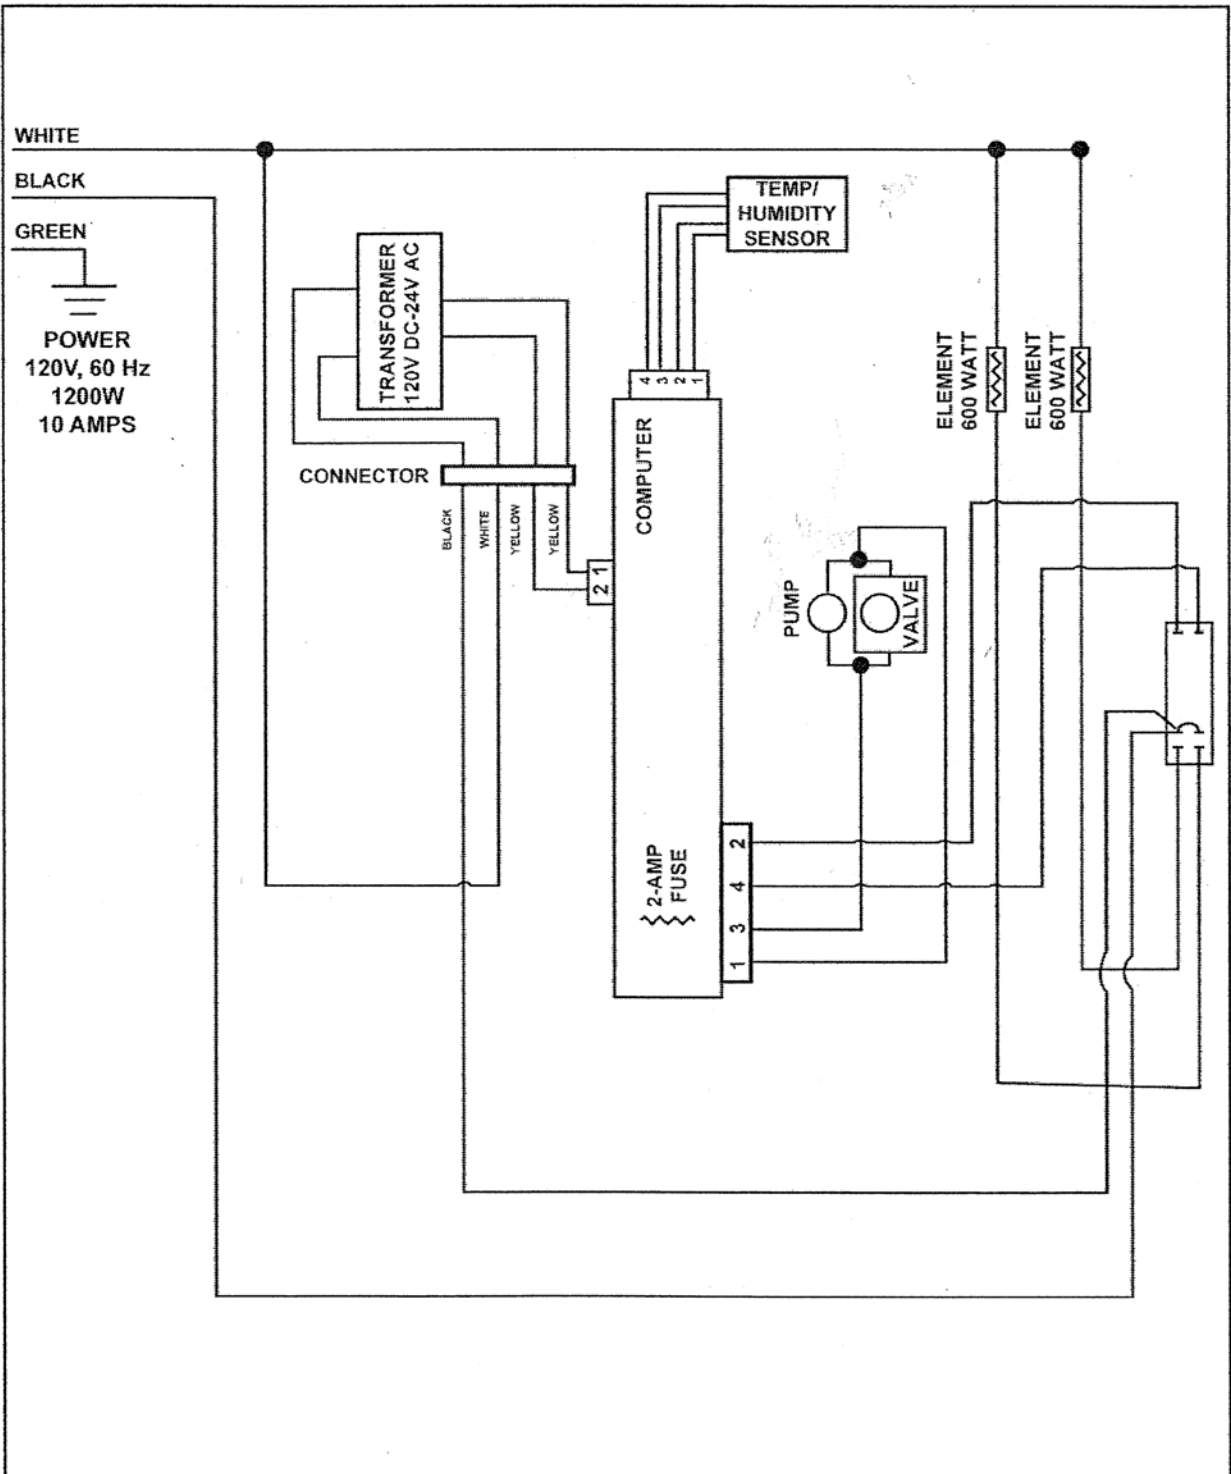 WHITE
BLACK
GREEN
POWER
120V, 60 Hz
1200W
10 AMPS
TRANSFORMER
120V DC-24V AC
CONNECTOR
BLACK
WHITE
YELLOW
YELLOW
TEMP/
HUMIDITY
SENSOR
4
3
2
1
COMPUTER
2 1
2-AMP
FUSE
2
4
3
1
PUMP
VALVE
ELEMENT
600 WATT
ELEMENT
600 WATT